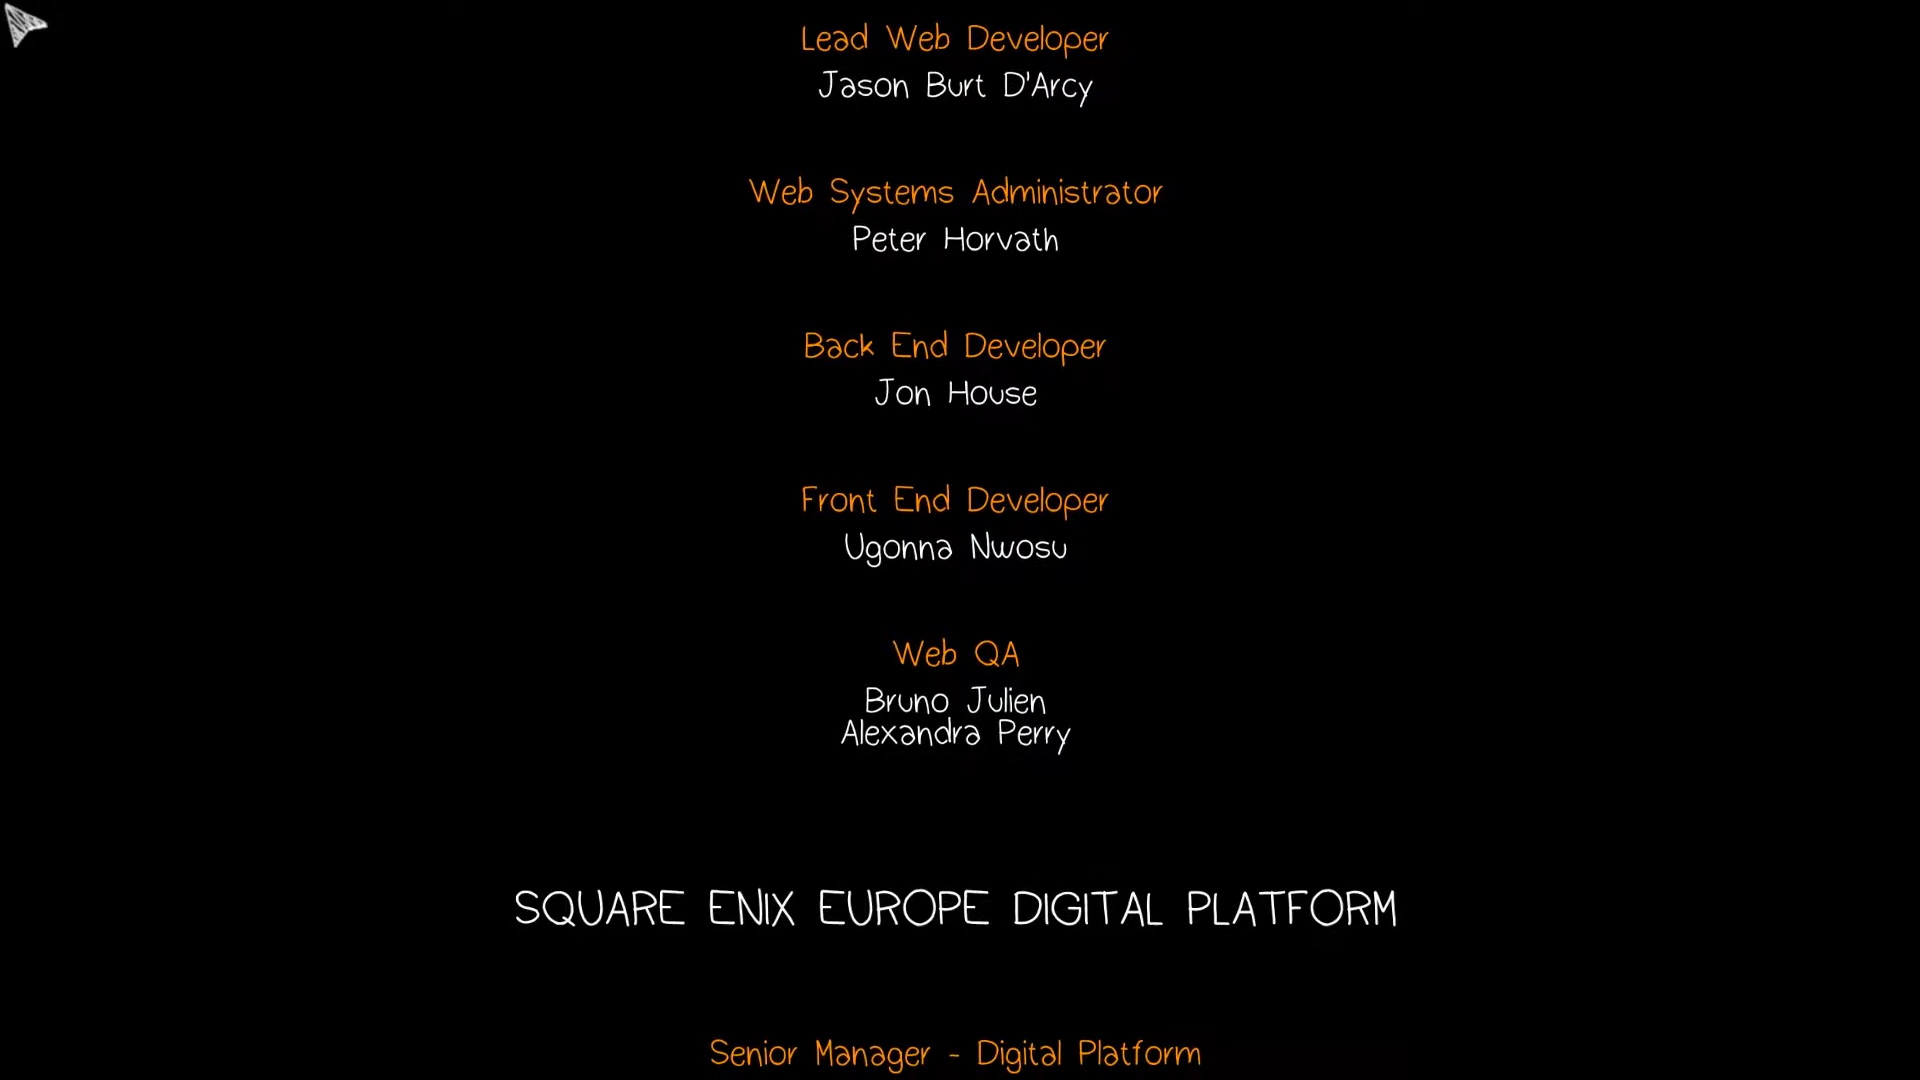 Lead Web Developer
Jason Burt D'Arcy
Web Systems Administrator
Peter Horvath
Back End Developer
Jon House
Front End Developer
Ugonna Nwosu
Web QA
Bruno Julien
Alexandra Perry
SQUARE ENIX EUROPE DIGITAL PLATFORM
Senior Manager - Digital Platform